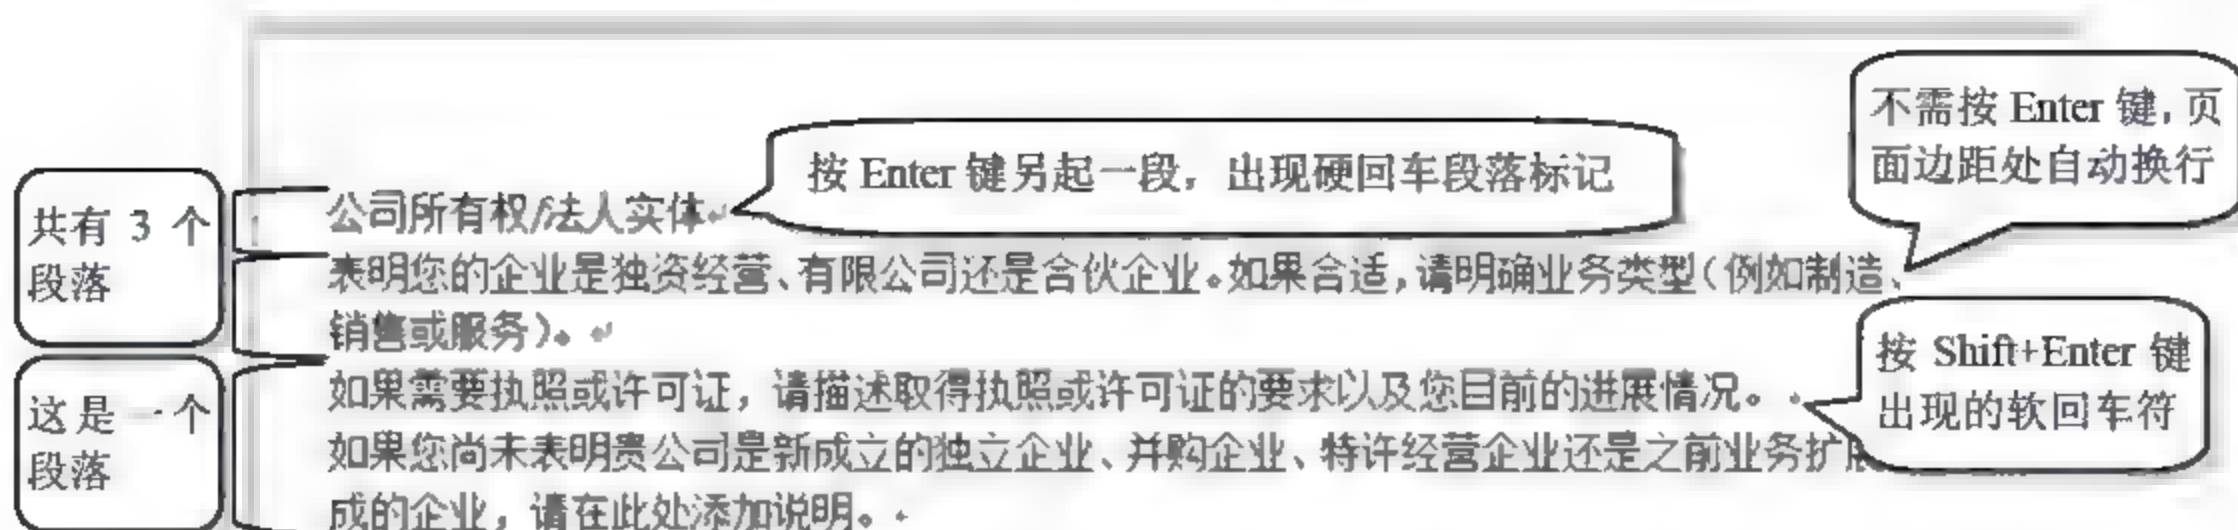 不需按 Enter 键，页
面边距处自动换行
按 Enter 键另起一段，出现硬回车段落标记
共有 3 个
段落
公司所有权/法人实体↵
表明您的企业是独资经营、有限公司还是合伙企业。如果合适，请明确业务类型（例如制造、
销售或服务）。↵
按 Shift+Enter 键
出现的软回车符
这是一个
段落
如果需要执照或许可证，请描述取得执照或许可证的要求以及您目前的进展情况。
如果您尚未表明贵公司是新成立的独立企业、并购企业、特许经营企业还是之前业务扩展
成的企业，请在此处添加说明。